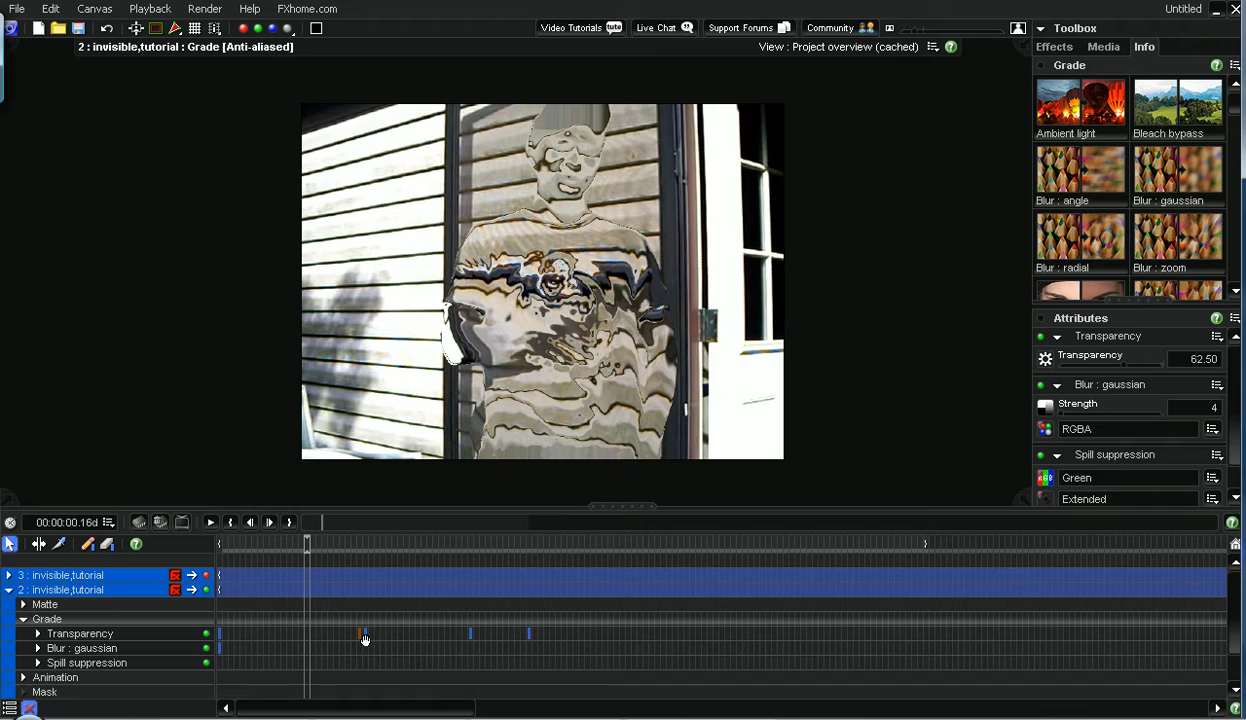 File Edit Canvas Playback Render Help FXhome.com Untitled
Video Tutorials tute Live Chat Support Forums Community
Toolbox
2 : invisible,tutorial : Grade [Anti-aliased] View : Project overview (cached)
Effects Media Info
Grade
Ambient light Bleach bypass
Blur : angle Blur : gaussian
Blur : radial Blur : zoom
Attributes
Transparency
Transparency 62.50
Blur : gaussian
Strength 4
RGBA
Spill suppression
Green
Extended
00:00:00.16d
3 : invisible,tutorial
2 : invisible,tutorial
Matte
Grade
Transparency
Blur : gaussian
Spill suppression
Animation
Mask